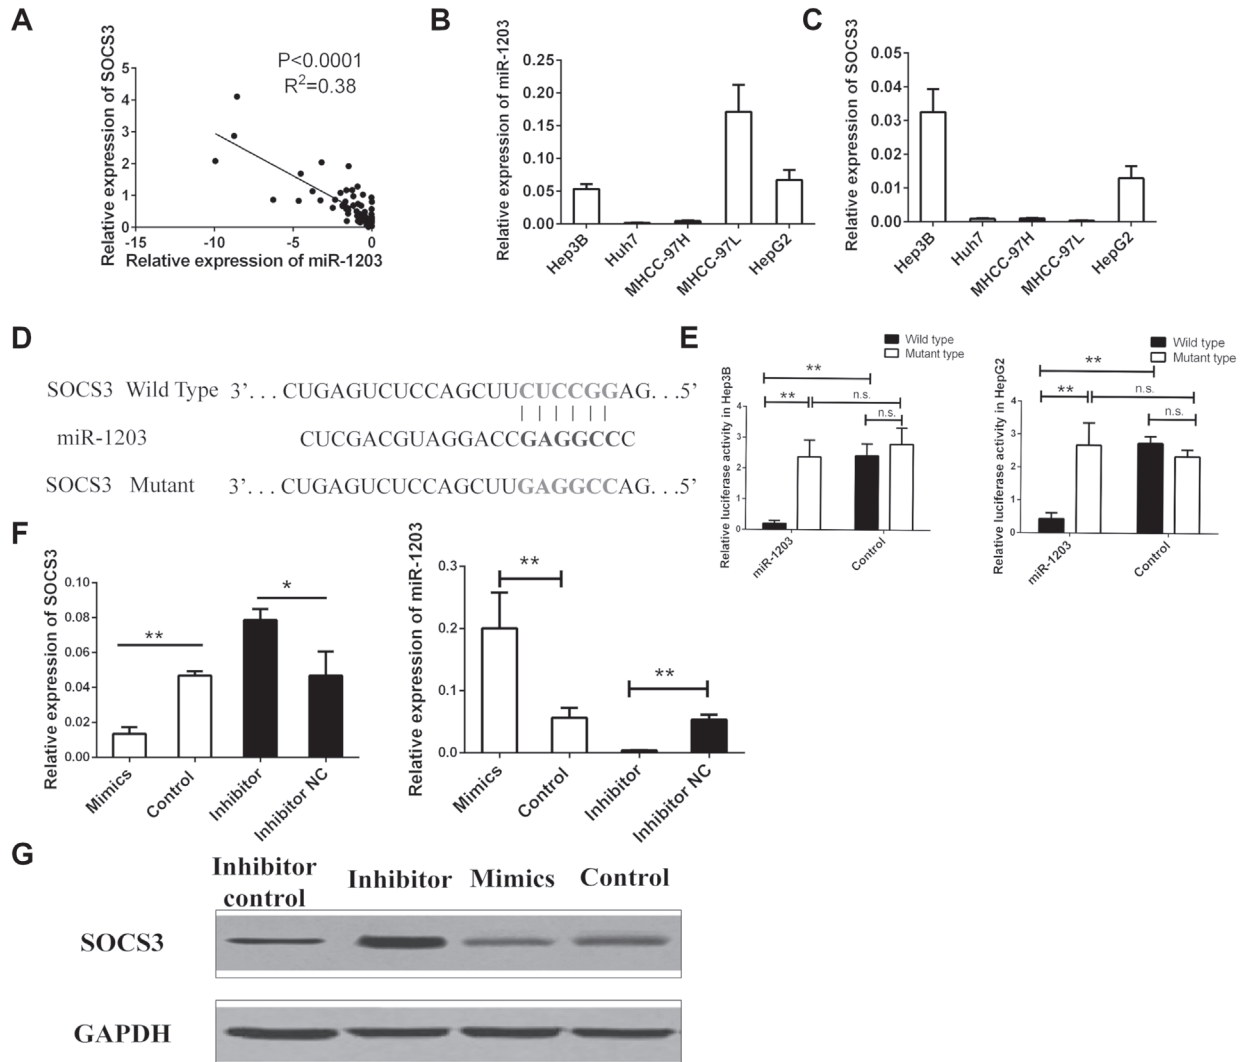 A
P<0.0001
R²=0.38
Relative expression of SOCS3
5
4
3
2
1
0
-15
-10
-5
0
Relative expression of miR-1203
B
Relative expression of miR-1203
0.25
0.20
0.15
0.10
0.05
0.00
Hep3B
Huh7
MHCC-97H
MHCC-97L
HepG2
C
Relative expression of SOCS3
0.05
0.04
0.03
0.02
0.01
0.00
Hep3B
Huh7
MHCC-97H
MHCC-97L
HepG2
D
SOCS3 Wild Type 3’. . . CUGAGUCUCCAGCUUCUCCGGAG. . .5’
miR-1203 CUCGACGUAGGACCGAGGCCC
SOCS3 Mutant 3’. . . CUGAGUCUCCAGCUUGAGGCCAG. . .5’
E
Wild type
Mutant type
**
** n.s.
n.s.
Relative luciferase activity in Hep3B
4
3
2
1
0
miR-1203
Control
Wild type
Mutant type
**
** n.s.
n.s.
Relative luciferase activity in HepG2
4
3
2
1
0
miR-1203
Control
F
Relative expression of SOCS3
0.10
0.08
0.06
0.04
0.02
0.00
**
*
Mimics
Control
Inhibitor
Inhibitor NC
Relative expression of miR-1203
0.3
0.2
0.1
0.0
**
**
Mimics
Control
Inhibitor
Inhibitor NC
G
Inhibitor
control
Inhibitor
Mimics
Control
SOCS3
GAPDH